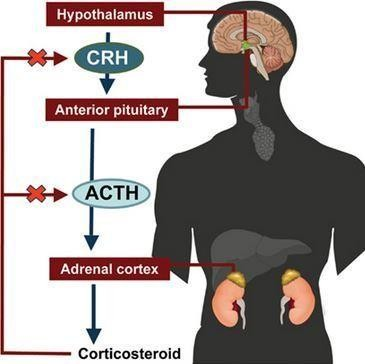 Hypothalamus
CRH
Anterior pituitary
ACTH
Adrenal cortex
Corticosteroid